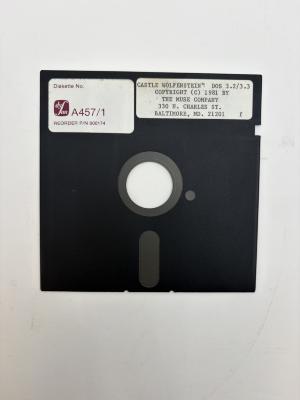 Diskette No.
A457/1
REORDER P/N 800174
CASTLE WOLFENSTEIN™ DOS 3.2/3.3
COPYRIGHT (C) 1981 BY
THE MUSE COMPANY
330 N. CHARLES ST.
BALTIMORE, MD. 21201